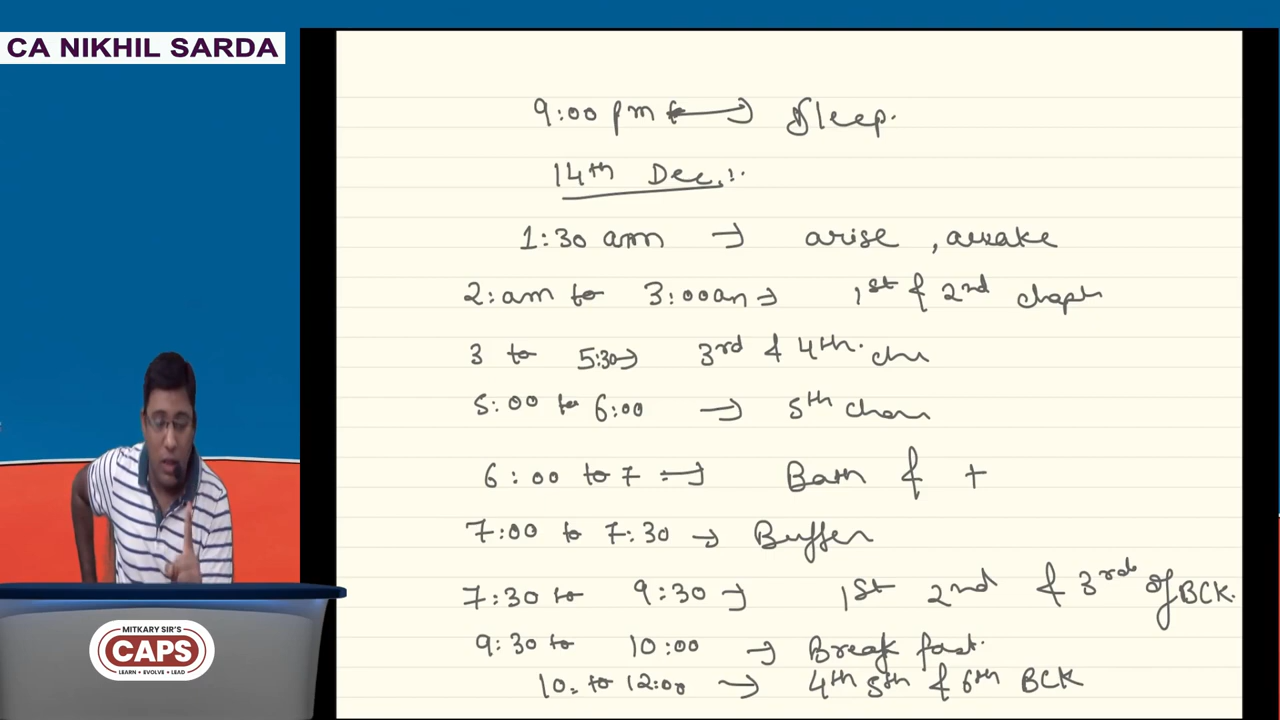 CA NIKHIL SARDA
9:00 pm → Sleep.
14th Dec.
1:30 am → arise, awake
2:am to 3:00am → 1st & 2nd chapt
3 to 5:30 → 3rd & 4th. cha
5:00 to 6:00 → 5th chan
6:00 to 7 → Bath & +
7:00 to 7:30 → Buffer
7:30 to 9:30 → 1st 2nd & 3rd of BCK.
9:30 to 10:00 → Break fast.
10. to 12:00 → 4th 5th & 6th BCK
MITKARY SIR'S
CAPS
LEARN • EVOLVE • LEAD